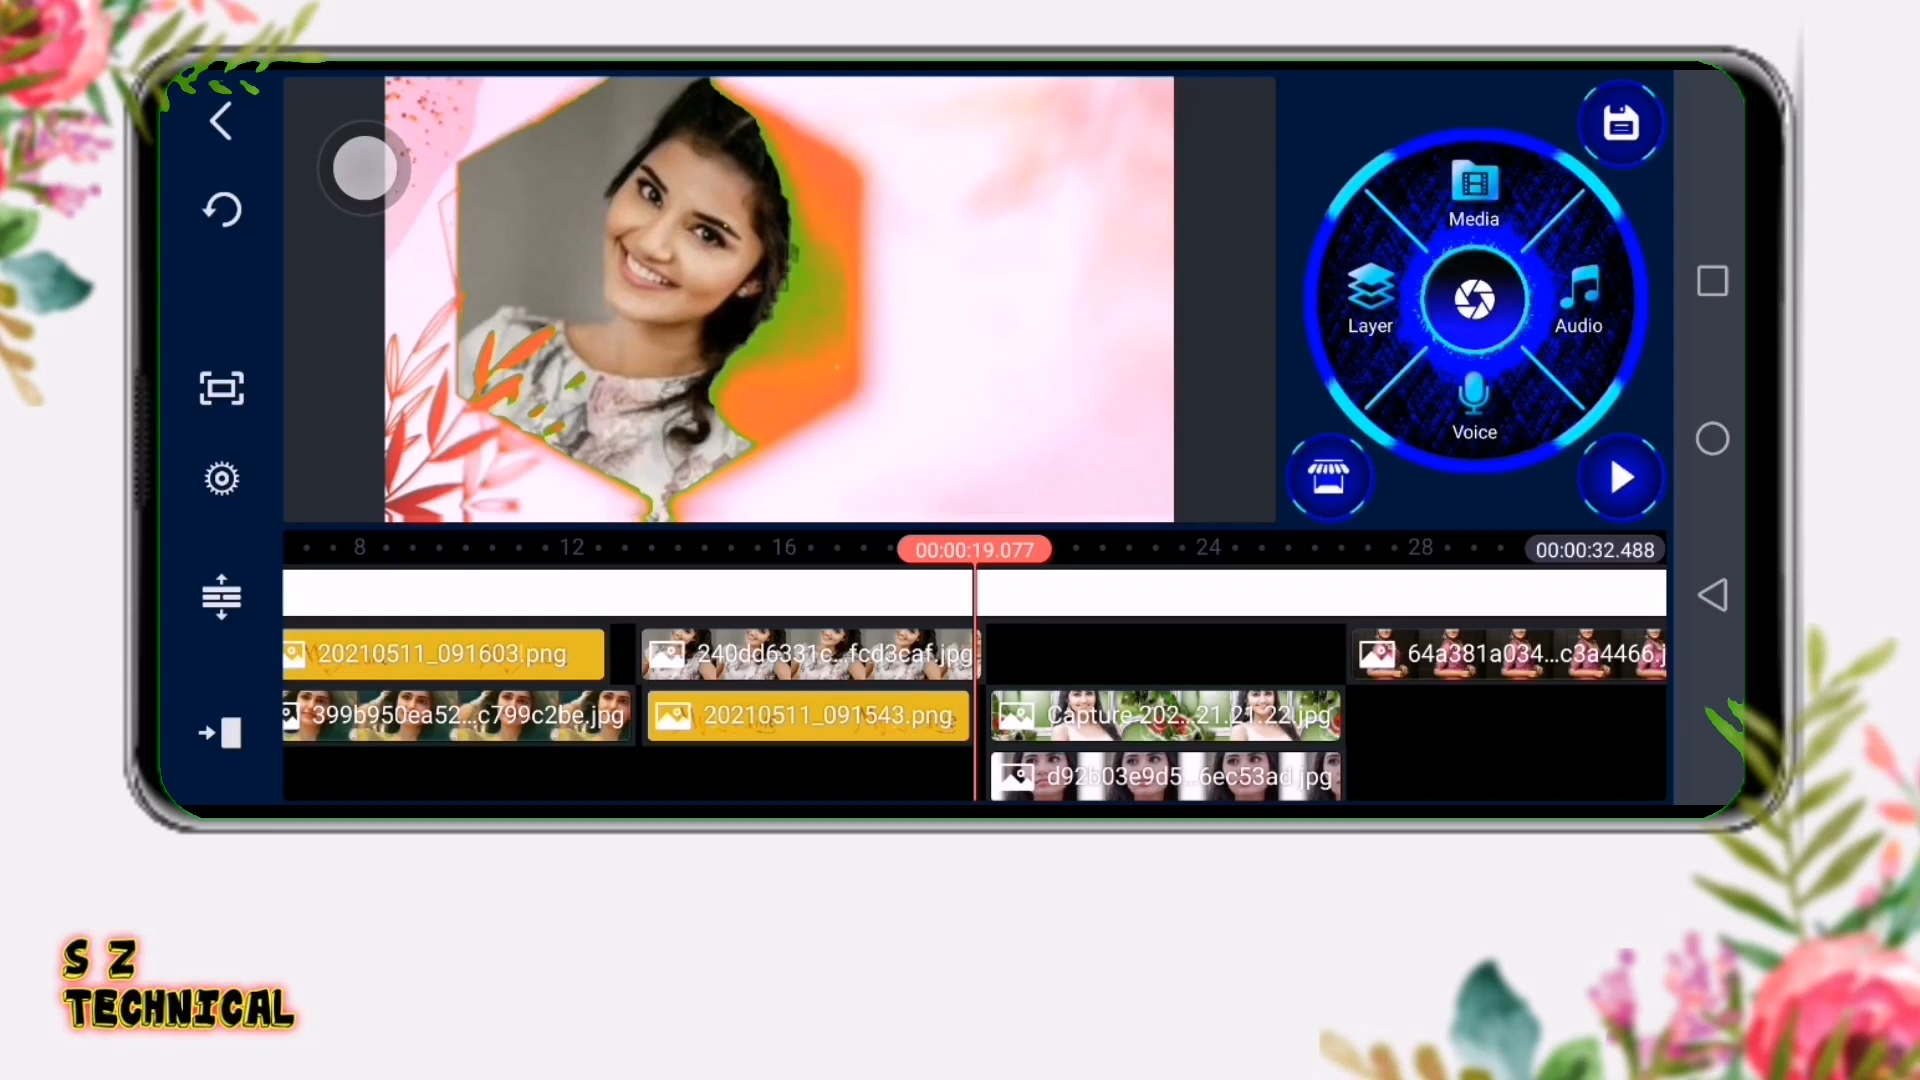 Media
Layer
Audio
Voice
8
12
16
00:00:19.077
24
28
00:00:32.488
20210511_091603.png
240dd6331c...fcd3caf.jpg
64a381a034...c3a4466.j
399b950ea52...c799c2be.jpg
20210511_091543.png
Capture 202...21.21.22.jpg
d92b03e9d5...6ec53ad.jpg
S Z
TECHNICAL